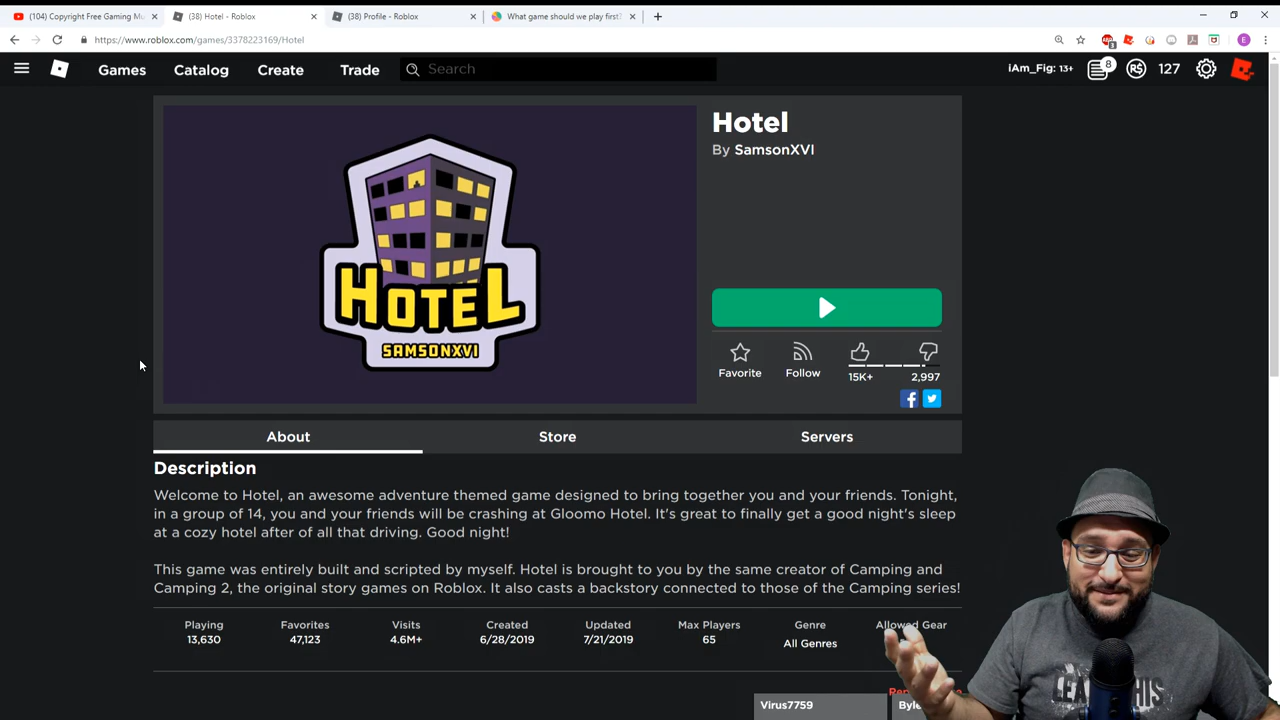 (104) Copyright Free Gaming Mu
(38) Hotel - Roblox
(38) Profile - Roblox
What game should we play first?
https://www.roblox.com/games/3378223169/Hotel
3
E
Games
Catalog
Create
Trade
Search
iAm_Fig: 13+
8
127
HOTEL
SAMSONXVI
Hotel
By SamsonXVI
Favorite
Follow
15K+
2,997
About
Store
Servers
Description
Welcome to Hotel, an awesome adventure themed game designed to bring together you and your friends. Tonight,
in a group of 14, you and your friends will be crashing at Gloomo Hotel. It's great to finally get a good night's sleep
at a cozy hotel after of all that driving. Good night!
This game was entirely built and scripted by myself. Hotel is brought to you by the same creator of Camping and
Camping 2, the original story games on Roblox. It also casts a backstory connected to those of the Camping series!
Playing
Favorites
Visits
Created
Updated
Max Players
Genre
Allowed Gear
13,630
47,123
4.6M+
6/28/2019
7/21/2019
65
All Genres
Virus7759